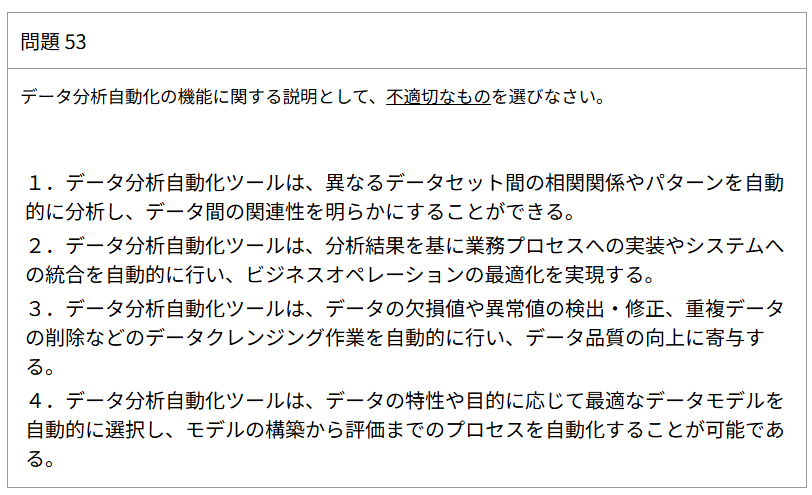 問題 53
データ分析自動化の機能に関する説明として、不適切なものを選びなさい。
１．データ分析自動化ツールは、異なるデータセット間の相関関係やパターンを自動
的に分析し、データ間の関連性を明らかにすることができる。
２．データ分析自動化ツールは、分析結果を基に業務プロセスへの実装やシステムへ
の統合を自動的に行い、ビジネスオペレーションの最適化を実現する。
３．データ分析自動化ツールは、データの欠損値や異常値の検出・修正、重複データ
の削除などのデータクレンジング作業を自動的に行い、データ品質の向上に寄与す
る。
４．データ分析自動化ツールは、データの特性や目的に応じて最適なデータモデルを
自動的に選択し、モデルの構築から評価までのプロセスを自動化することが可能であ
る。